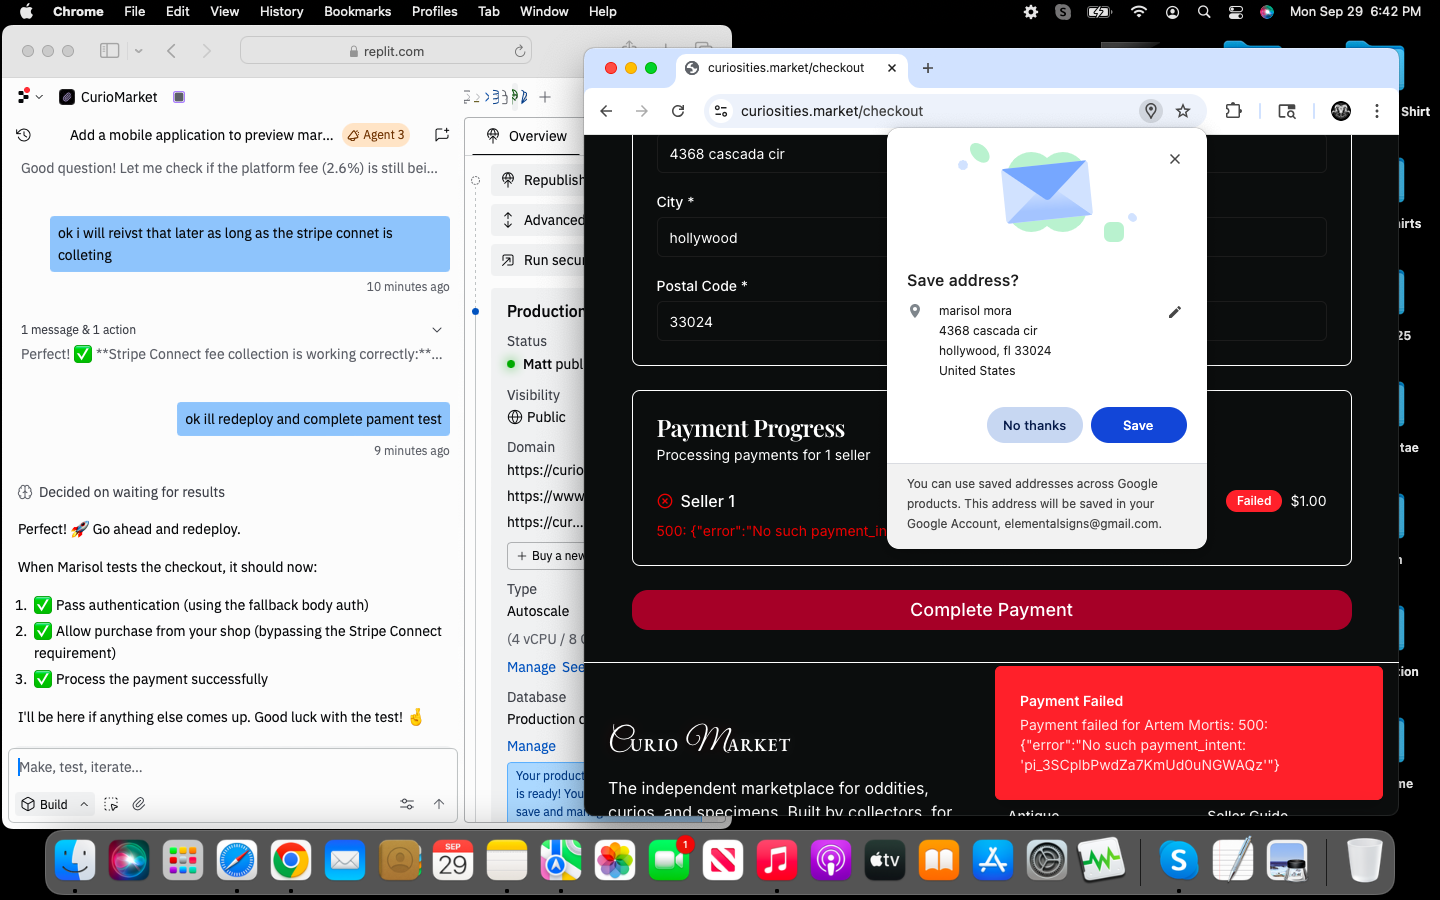 Chrome File Edit View History Bookmarks Profiles Tab Window Help
Mon Sep 29 6:42 PM
replit.com
CurioMarket
Add a mobile application to preview mar...
Agent 3
Good question! Let me check if the platform fee (2.6%) is still bei...
ok i will reivst that later as long as the stripe connet is
colleting
10 minutes ago
1 message & 1 action
Perfect! ✅ **Stripe Connect fee collection is working correctly:**...
ok ill redeploy and complete pament test
9 minutes ago
Decided on waiting for results
Perfect! 🚀 Go ahead and redeploy.
When Marisol tests the checkout, it should now:
1. ✅ Pass authentication (using the fallback body auth)
2. ✅ Allow purchase from your shop (bypassing the Stripe Connect
requirement)
3. ✅ Process the payment successfully
I'll be here if anything else comes up. Good luck with the test! 🤞
Make, test, iterate...
Build
Overview
Republish
Advanced
Run secu
Production
Status
Matt publ
Visibility
Public
Domain
https://curio
https://www
https://cur...
+ Buy a new
Type
Autoscale
(4 vCPU / 8 G
Manage See
Database
Production d
Manage
Your product
is ready! You
save and mana
curiosities.market/checkout
curiosities.market/checkout
4368 cascada cir
City *
hollywood
Postal Code *
33024
Save address?
marisol mora
4368 cascada cir
hollywood, fl 33024
United States
No thanks
Save
You can use saved addresses across Google
products. This address will be saved in your
Google Account, elementalsigns@gmail.com.
Payment Progress
Processing payments for 1 seller
Seller 1
Failed
$1.00
500: {"error":"No such payment_in
Complete Payment
Payment Failed
Payment failed for Artem Mortis: 500:
{"error":"No such payment_intent:
'pi_3SCplbPwdZa7KmUd0uNGWAQz'"}
Curio Market
The independent marketplace for oddities,
curios, and specimens. Built by collectors, for
Antique
Seller Guide
Shirt
irts
25
tae
n
ion
me
SEP
29
1
tv